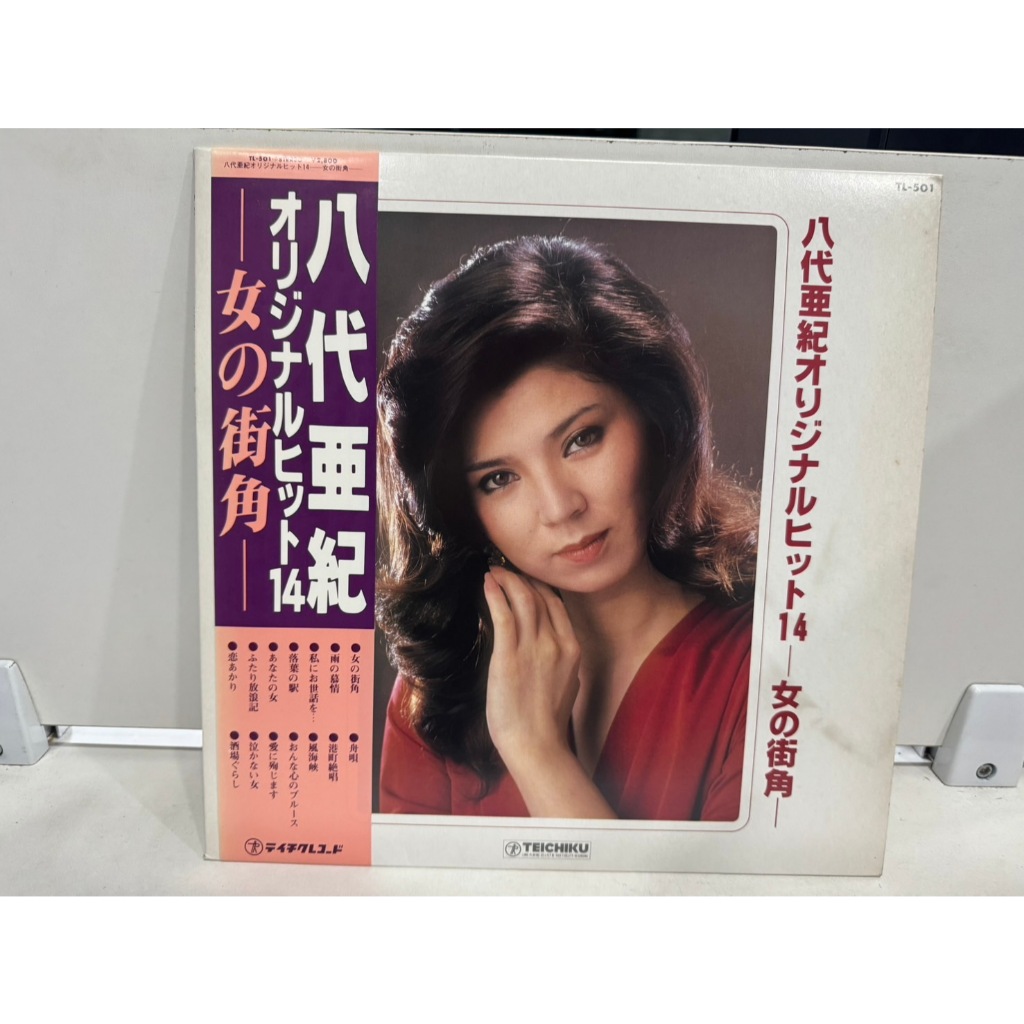 TL-501
八代亜紀オリジナルヒット14――女の街角――
八代亜紀
オリジナルヒット14
―女の街角―
●女の街角
●雨の慕情
●私にお世話を…
●落葉の駅
●あなたの女
●ふたり放浪記
●恋あかり
●舟唄
●港町絶唱
●風海峡
●おんな心のブルース
●愛に殉じます
●泣かない女
●酒場ぐらし
テイチクレコード
TL-501
八代亜紀オリジナルヒット14―女の街角―
TEICHIKU